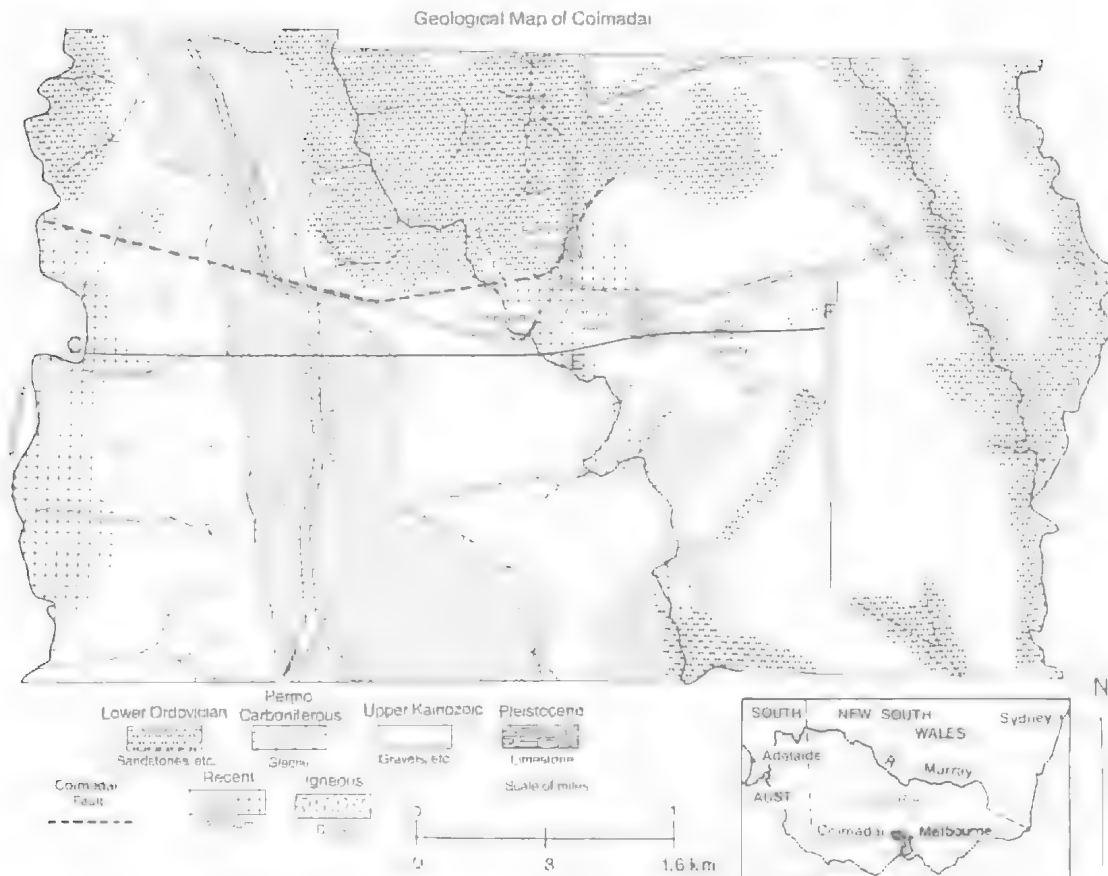 Geological Map of Coimadai
C
E
F
Lower Ordovician
Sandstones etc.
Permo
Carboniferous
Glacial
Upper Kainozoic
Gravels etc
Pleistocene
Limestone
Coimadai
Fault
Recent
Igneous
Scale of miles
0 1
0 8 1.6 km
N
SOUTH
AUST
NEW SOUTH
WALES
Sydney
Adelaide
R
Murray
Coimadai
Melbourne